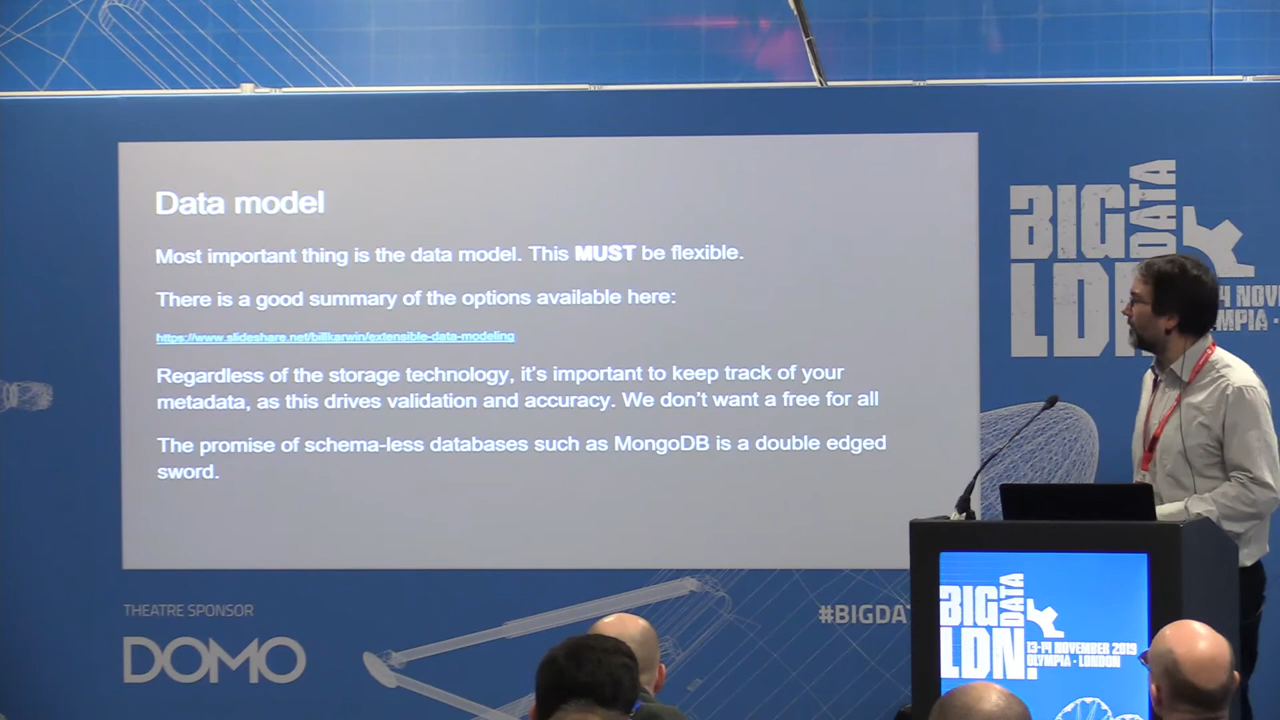 Data model
Most important thing is the data model. This MUST be flexible.
There is a good summary of the options available here:
https://www.slideshare.net/billkarwin/extensible-data-modeling
Regardless of the storage technology, it's important to keep track of your
metadata, as this drives validation and accuracy. We don't want a free for all
The promise of schema-less databases such as MongoDB is a double edged
sword.
BIG
DATA
LDN
THEATRE SPONSOR
DOMO
#BIGDA
BIG
DATA
LDN.
13-14 NOVEMBER 2019
OLYMPIA - LONDON